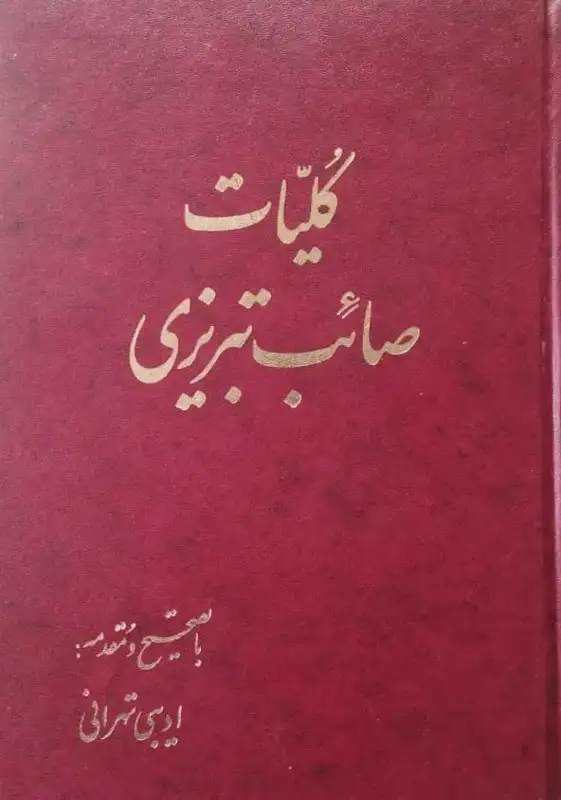 کُلیّات
صائب تبریزی
با تصحیح و مقدمه:
ادیبی تهرانی